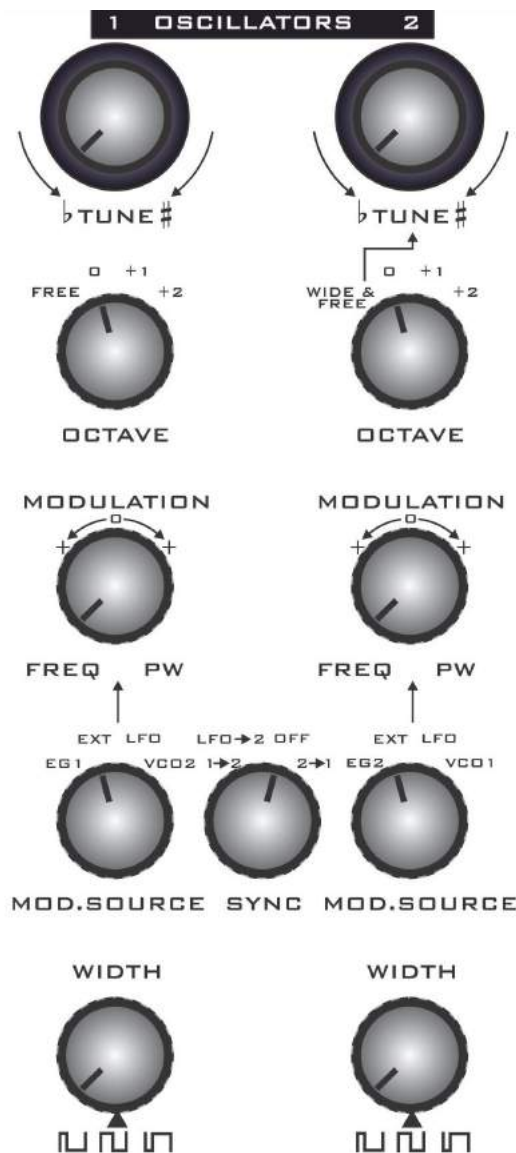 1 OSCILLATORS 2
♭ TUNE ♯ ♭ TUNE ♯
0 +1 0 +1
FREE +2 WIDE & FREE +2
OCTAVE OCTAVE
MODULATION MODULATION
0 0
+ + + +
FREQ PW FREQ PW
EXT LFO LFO→2 OFF EXT LFO
EG1 VCO2 1→2 2→1 EG2 VCO1
MOD.SOURCE SYNC MOD.SOURCE
WIDTH WIDTH